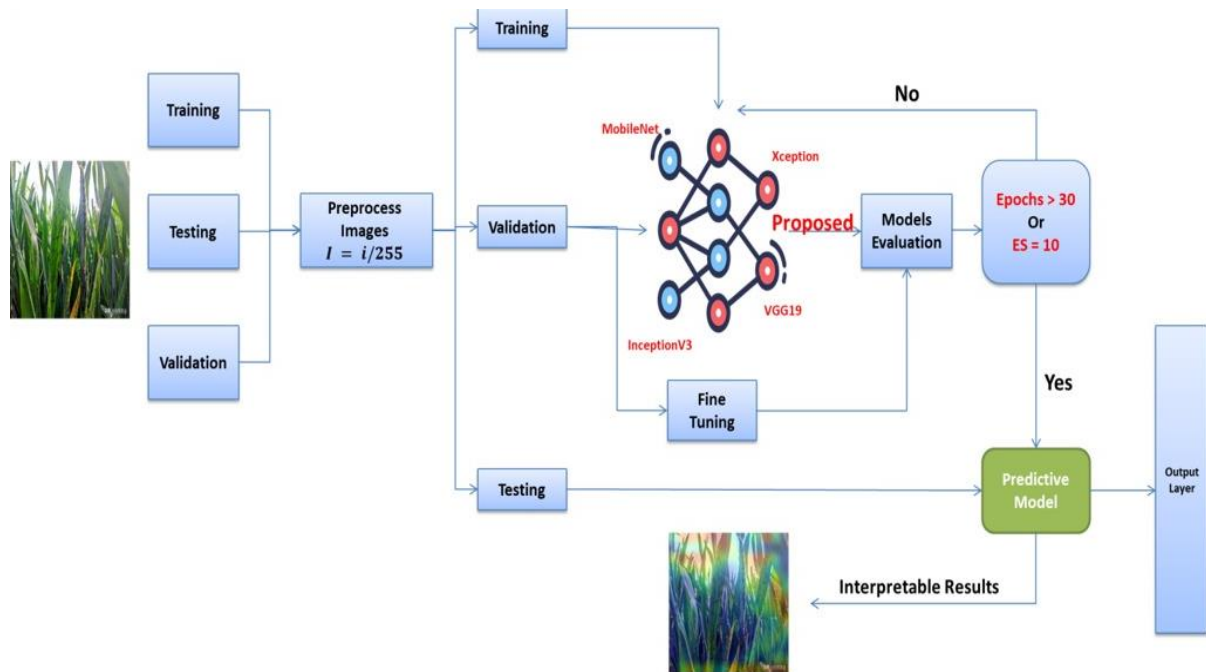 Training
Testing
Validation
Preprocess
Images
I = i/255
Training
Validation
Testing
MobileNet
Xception
Proposed
VGG19
InceptionV3
Fine
Tuning
Models
Evaluation
No
Epochs > 30
Or
ES = 10
Yes
Predictive
Model
Output
Layer
Interpretable Results